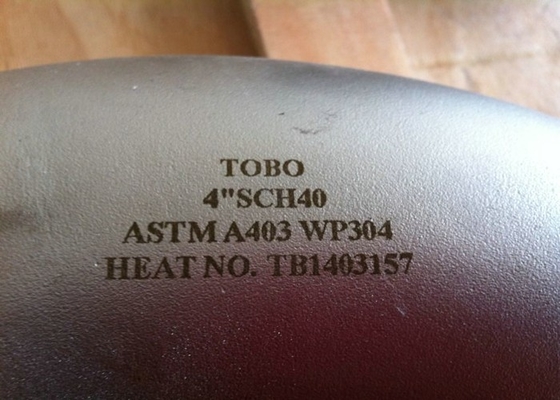 TOBO
4"SCH40
ASTM A403 WP304
HEAT NO. TB1403157